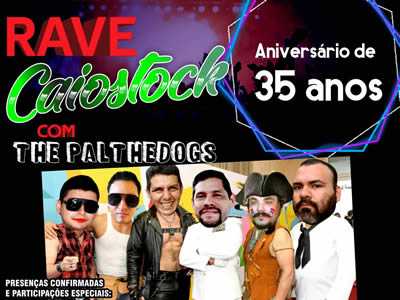 RAVE
Caiostock
COM
THE PALTHEDOGS
Aniversário de
35 anos
PRESENÇAS CONFIRMADAS
E PARTICIPAÇÕES ESPECIAIS: